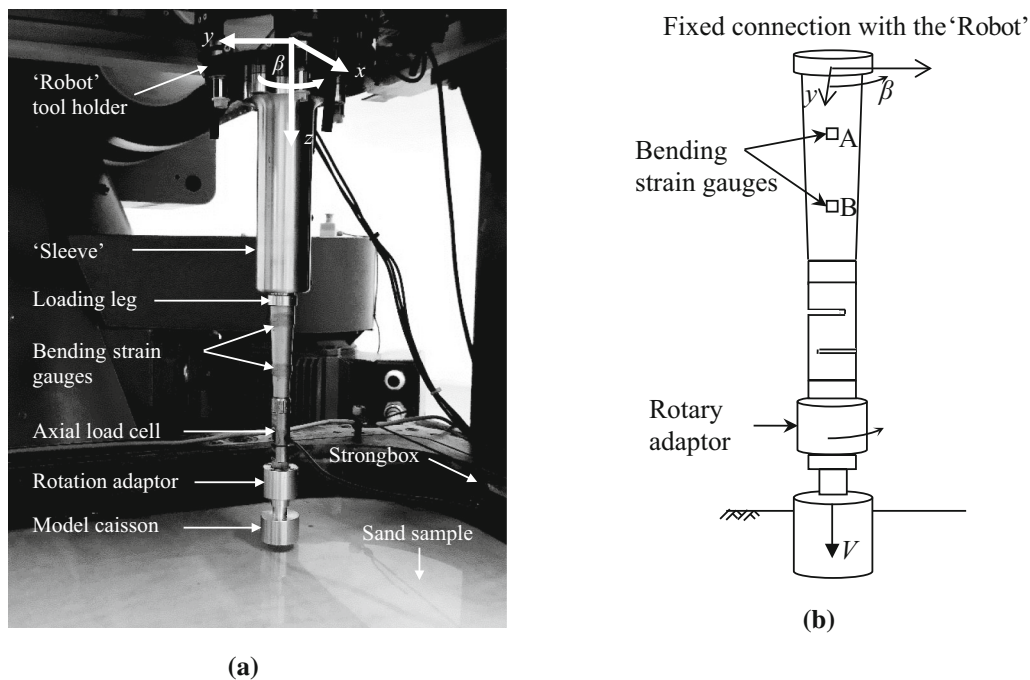 y
x
β
z
‘Robot’
tool holder
‘Sleeve’
Loading leg
Bending strain
gauges
Axial load cell
Strongbox
Rotation adaptor
Model caisson
Sand sample
(a)
Fixed connection with the‘Robot’
y
β
A
Bending
strain gauges
B
Rotary
adaptor
V
(b)